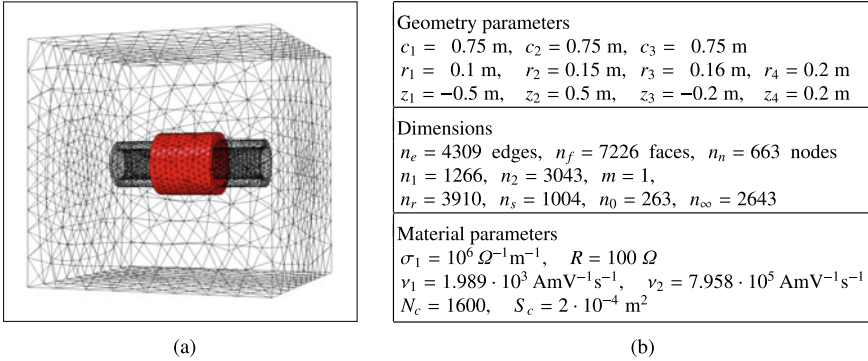 Geometry parameters
c₁ = 0.75 m, c₂ = 0.75 m, c₃ = 0.75 m
r₁ = 0.1 m, r₂ = 0.15 m, r₃ = 0.16 m, r₄ = 0.2 m
z₁ = −0.5 m, z₂ = 0.5 m, z₃ = −0.2 m, z₄ = 0.2 m
Dimensions
nₑ = 4309 edges, n_f = 7226 faces, nₙ = 663 nodes
n₁ = 1266, n₂ = 3043, m = 1,
nᵣ = 3910, nₛ = 1004, n₀ = 263, n_∞ = 2643
Material parameters
σ₁ = 10⁶ Ω⁻¹m⁻¹, R = 100 Ω
ν₁ = 1.989 · 10³ AmV⁻¹s⁻¹, ν₂ = 7.958 · 10⁵ AmV⁻¹s⁻¹
N_c = 1600, S_c = 2 · 10⁻⁴ m²
(a)
(b)